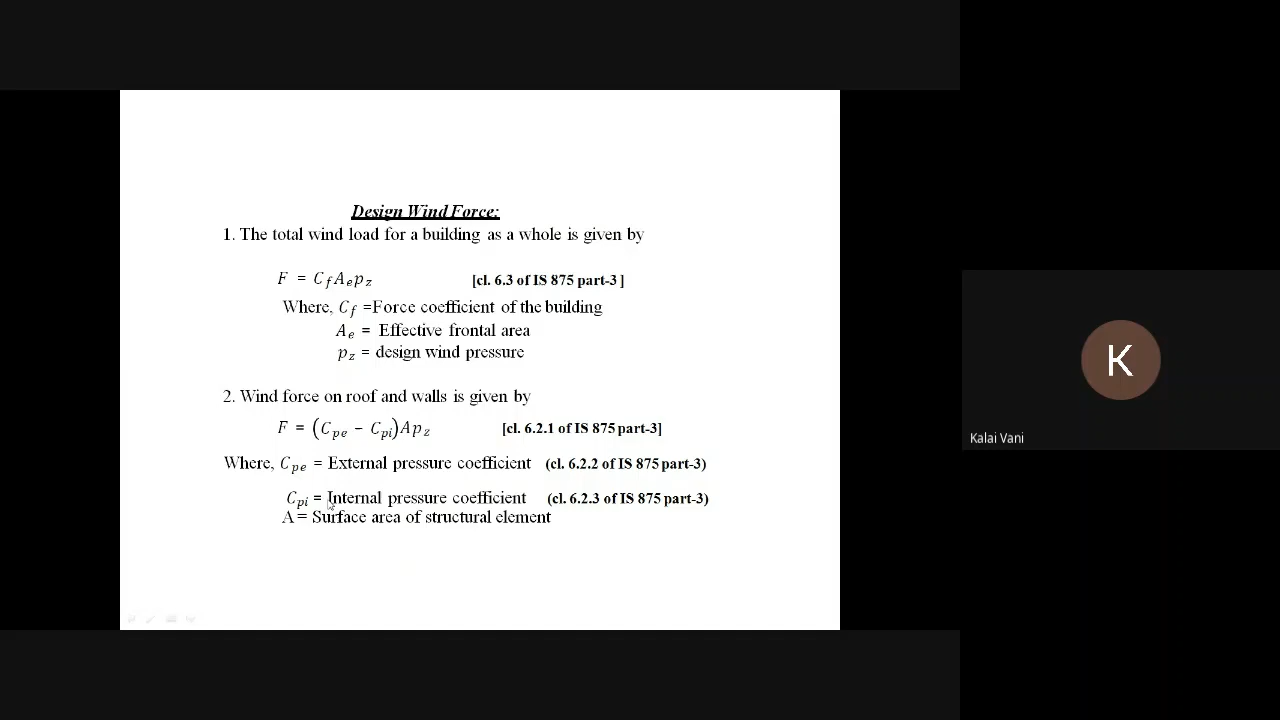 Design Wind Force:
1. The total wind load for a building as a whole is given by
F = C_f A_e p_z [cl. 6.3 of IS 875 part-3 ]
Where, C_f =Force coefficient of the building
A_e = Effective frontal area
p_z = design wind pressure
2. Wind force on roof and walls is given by
F = (C_pe − C_pi)A p_z [cl. 6.2.1 of IS 875 part-3]
Where, C_pe = External pressure coefficient (cl. 6.2.2 of IS 875 part-3)
C_pi = Internal pressure coefficient (cl. 6.2.3 of IS 875 part-3)
A = Surface area of structural element
K
Kalai Vani